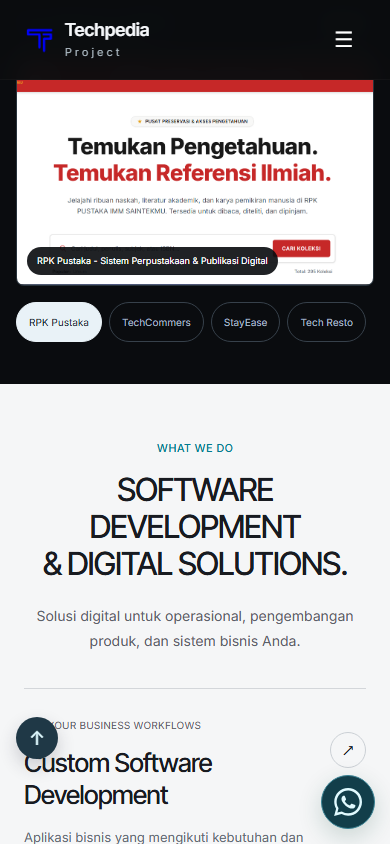 Techpedia
Project
☰
PUSAT PRESERVASI & AKSES PENGETAHUAN
Temukan Pengetahuan.
Temukan Referensi Ilmiah.
Jelajahi ribuan naskah, literatur akademik, dan karya pemikiran manusia di RPK
PUSTAKA IMM SAINTEKMU. Tersedia untuk dibaca, diteliti, dan dipinjam.
CARI KOLEKSI
RPK Pustaka - Sistem Perpustakaan & Publikasi Digital
Total: 295 Koleksi
RPK Pustaka
TechCommers
StayEase
Tech Resto
WHAT WE DO
SOFTWARE
DEVELOPMENT
& DIGITAL SOLUTIONS.
Solusi digital untuk operasional, pengembangan
produk, dan sistem bisnis Anda.
YOUR BUSINESS WORKFLOWS
↑
↗
Custom Software
Development
Aplikasi bisnis yang mengikuti kebutuhan dan